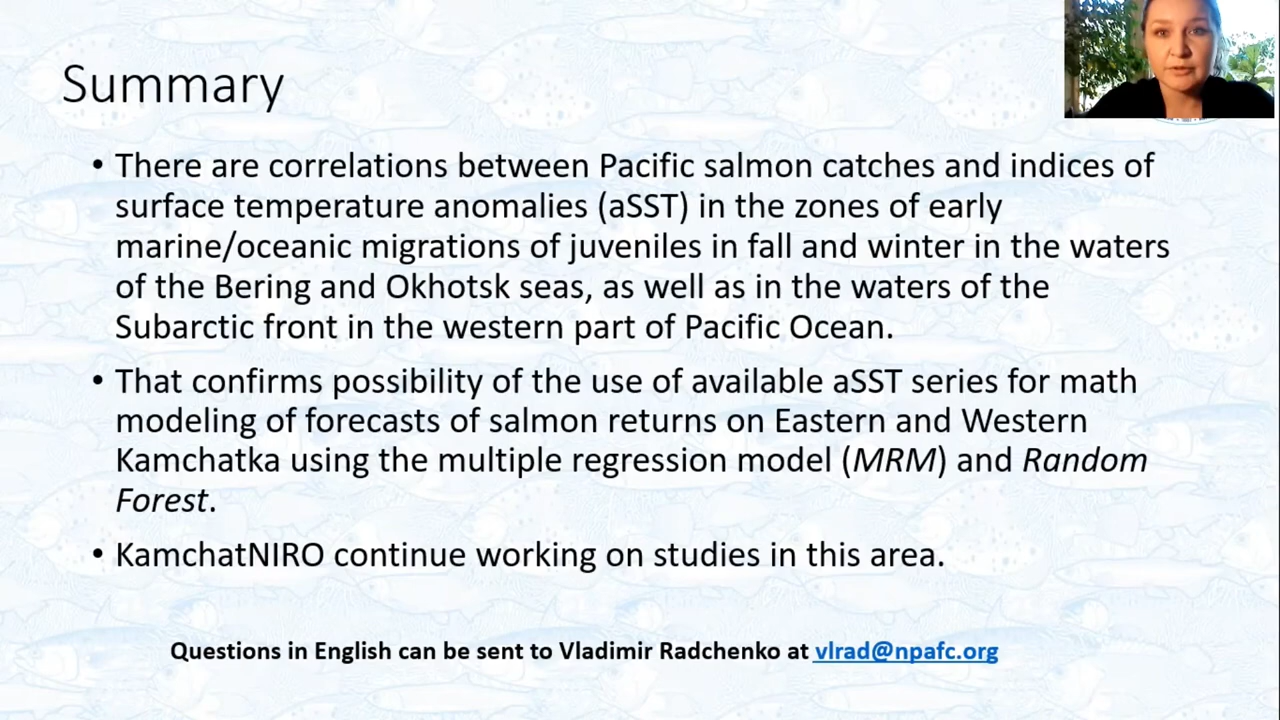 Summary
• There are correlations between Pacific salmon catches and indices of
surface temperature anomalies (aSST) in the zones of early
marine/oceanic migrations of juveniles in fall and winter in the waters
of the Bering and Okhotsk seas, as well as in the waters of the
Subarctic front in the western part of Pacific Ocean.
• That confirms possibility of the use of available aSST series for math
modeling of forecasts of salmon returns on Eastern and Western
Kamchatka using the multiple regression model (MRM) and Random
Forest.
• KamchatNIRO continue working on studies in this area.
Questions in English can be sent to Vladimir Radchenko at vlrad@npafc.org